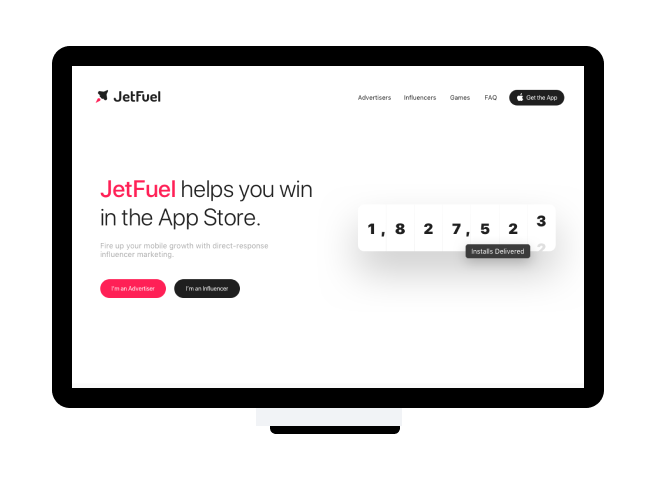 JetFuel
Advertisers Influencers Games FAQ Get the App
JetFuel helps you win
in the App Store.
Fire up your mobile growth with direct-response
influencer marketing.
I'm an Advertiser I'm an Influencer
1,827,523
2
Installs Delivered